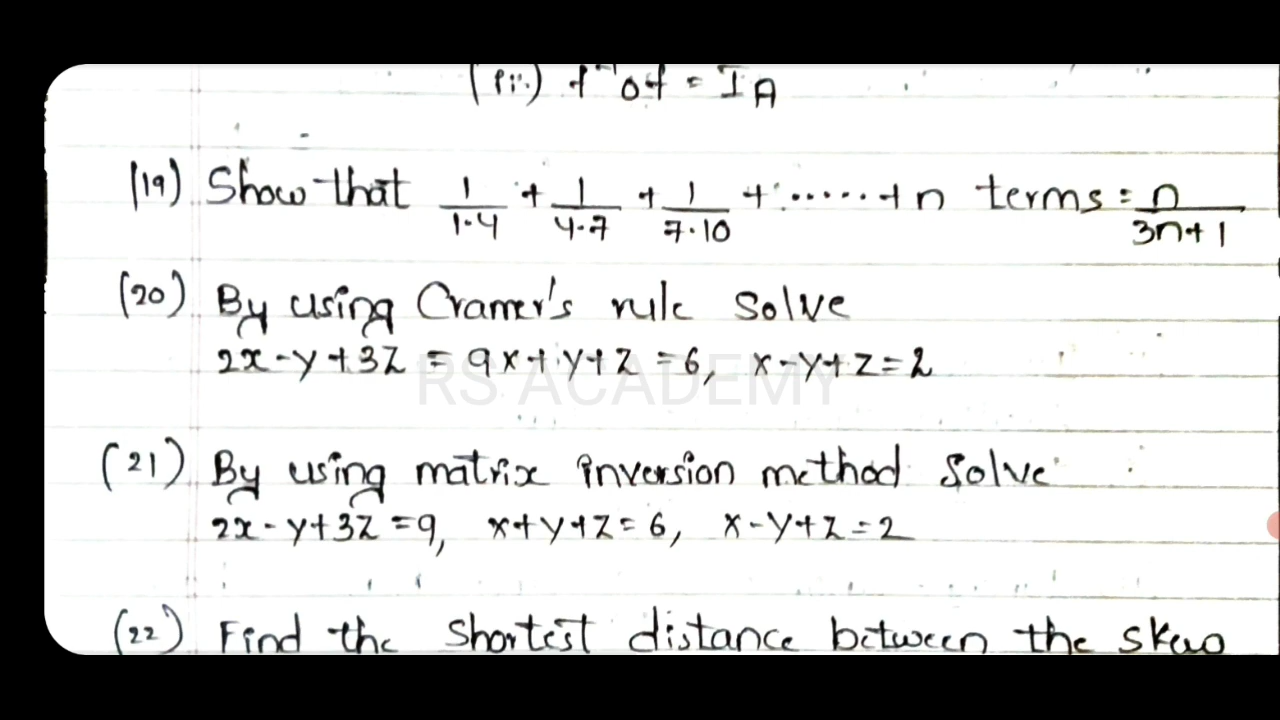 (iii) f⁻¹of = I A
(19) Show that 1/1·4 + 1/4·7 + 1/7·10 + ...... + n terms = n/3n+1
(20) By using Cramer's rule solve
2x-y+3z = 9x+y+z = 6, x-y+z=2
RS ACADEMY
(21) By using matrix inversion method solve
2x-y+3z=9, x+y+z=6, x-y+z=2
(22) Find the shortest distance between the skew